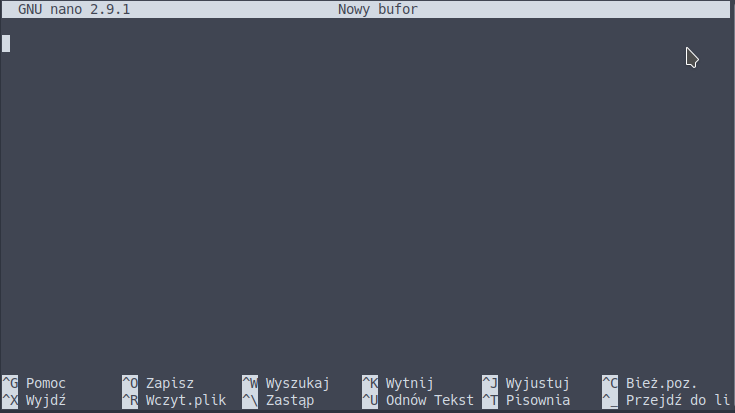 GNU nano 2.9.1 Nowy bufor
^G Pomoc ^O Zapisz ^W Wyszukaj ^K Wytnij ^J Wyjustuj ^C Bież.poz.
^X Wyjdź ^R Wczyt.plik ^\ Zastąp ^U Odnów Tekst ^T Pisownia ^_ Przejdź do li